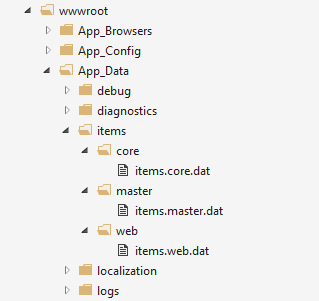 wwwroot
App_Browsers
App_Config
App_Data
debug
diagnostics
items
core
items.core.dat
master
items.master.dat
web
items.web.dat
localization
logs